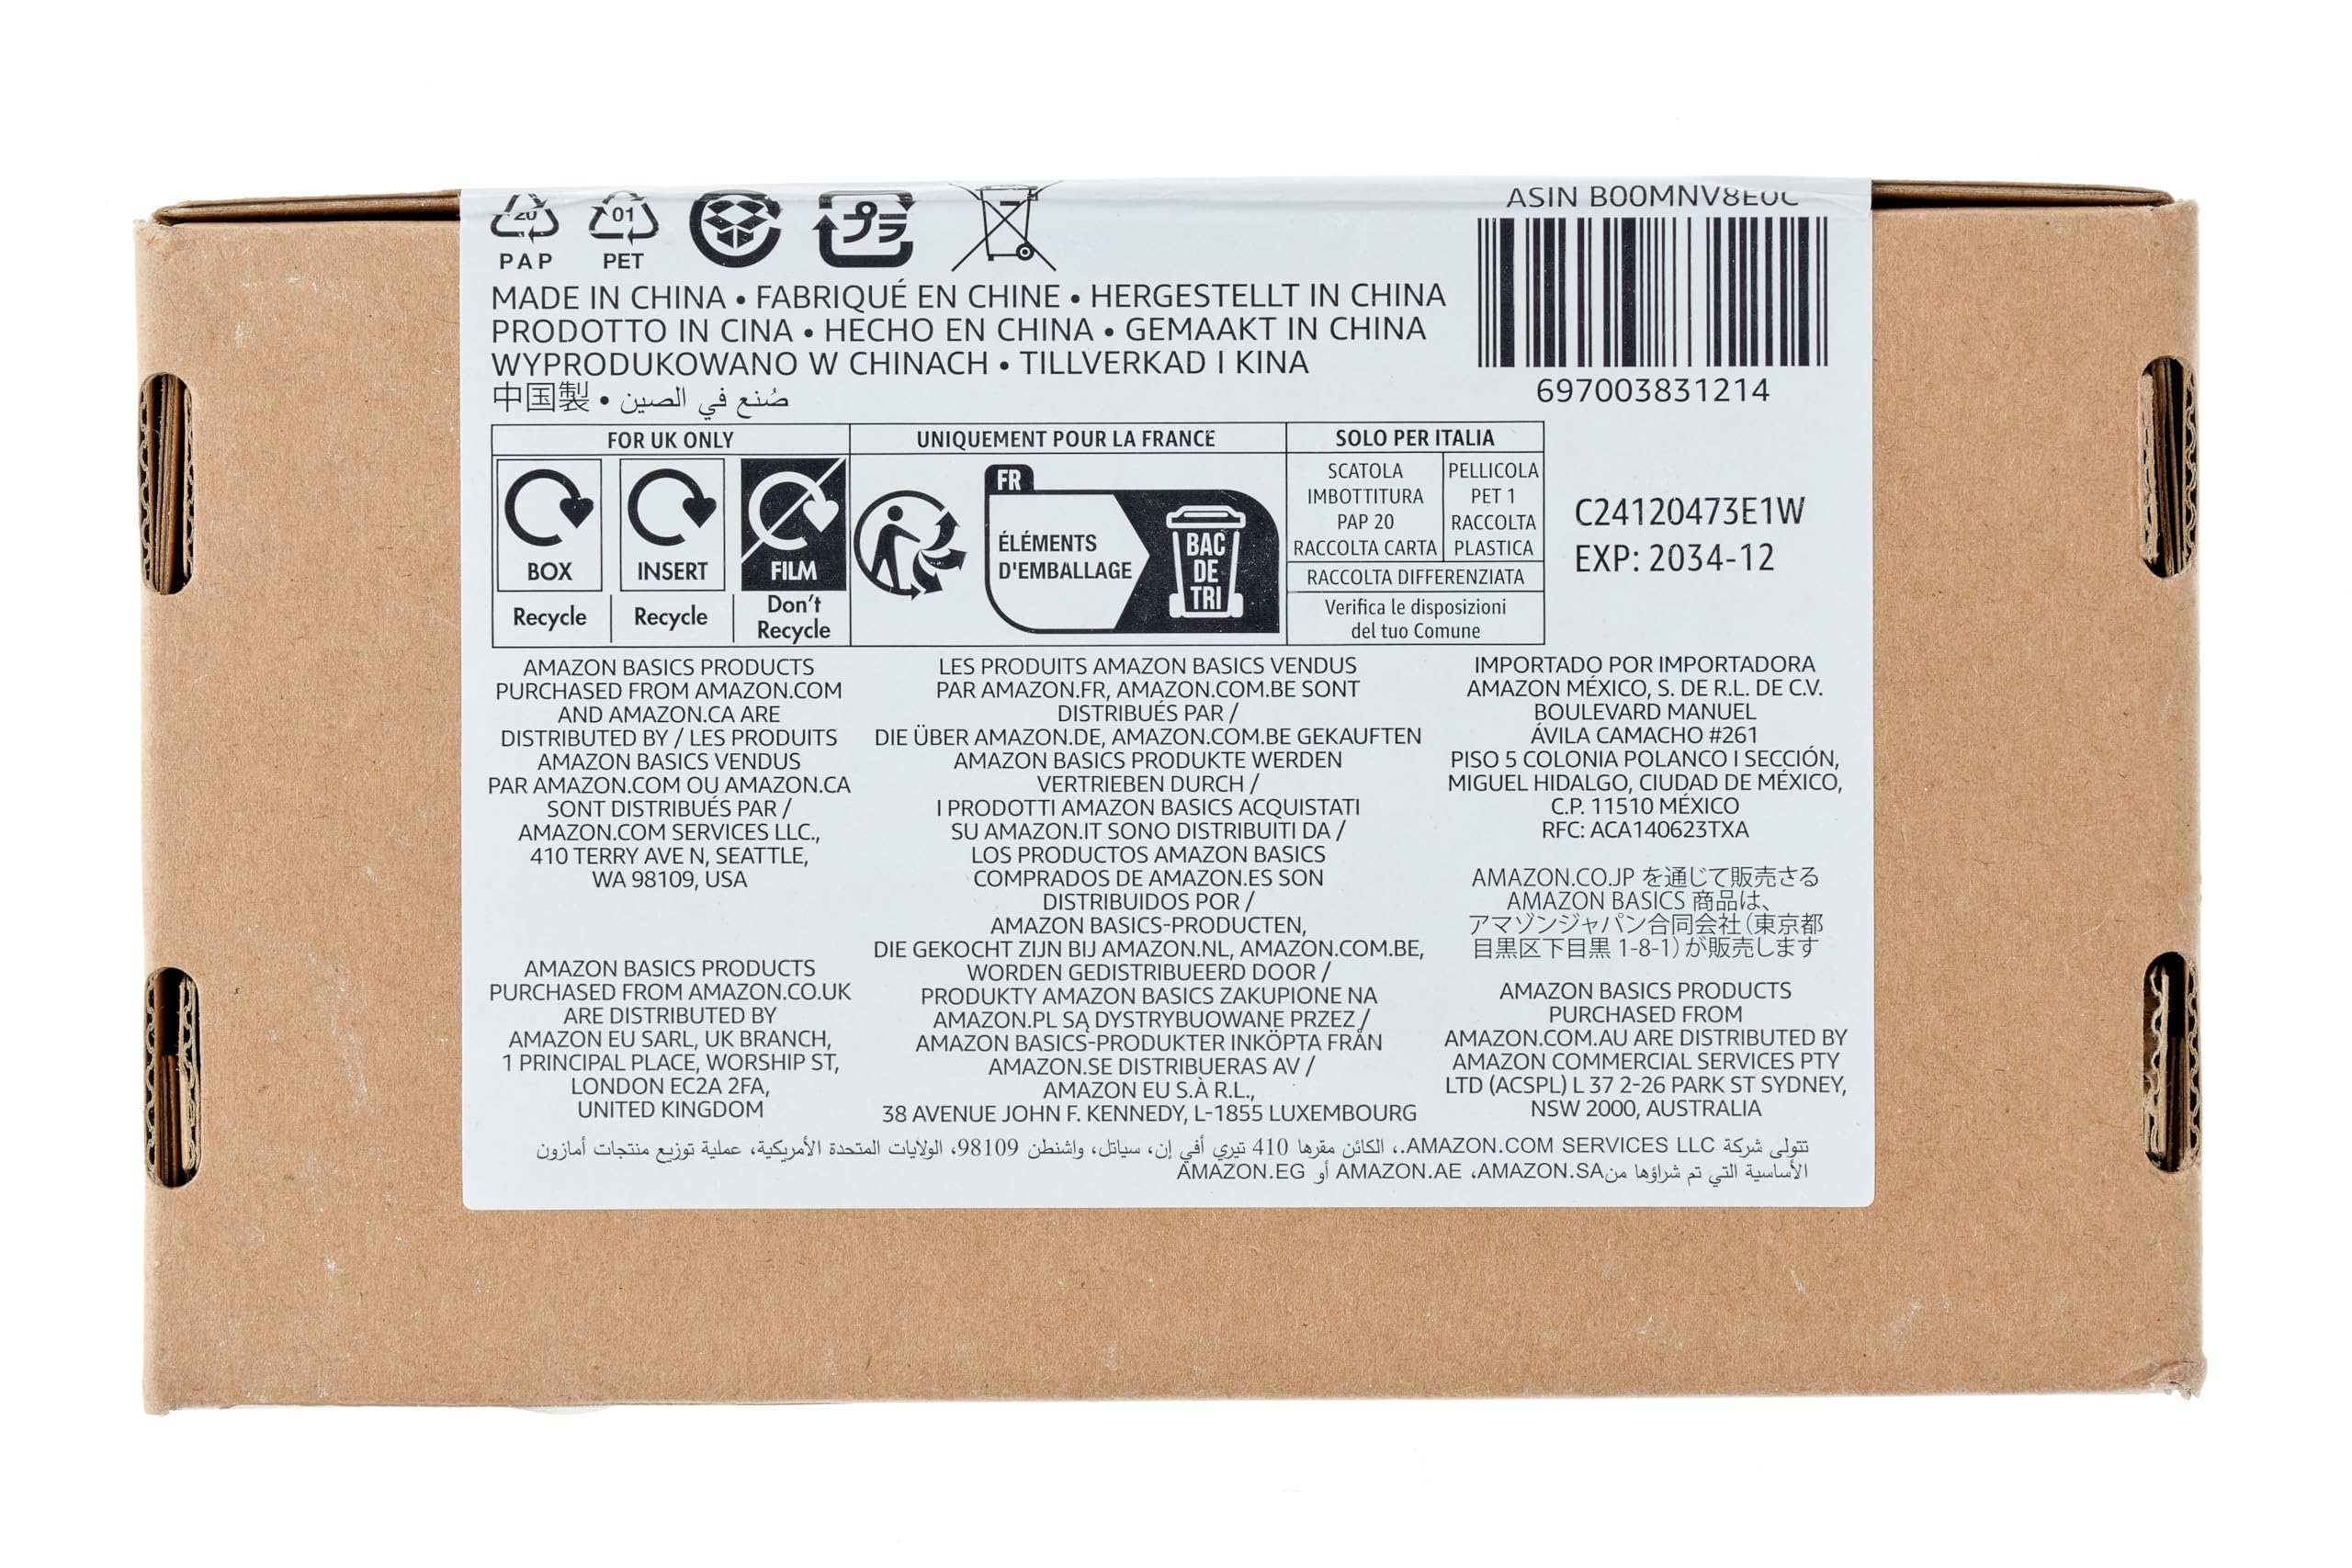 20
PAP
01
PET
プラ
ASIN B00MNV8E0C
697003831214
MADE IN CHINA • FABRIQUÉ EN CHINE • HERGESTELLT IN CHINA
PRODOTTO IN CINA • HECHO EN CHINA • GEMAAKT IN CHINA
WYPRODUKOWANO W CHINACH • TILLVERKAD I KINA
中国製 • صُنع في الصين
FOR UK ONLY
BOX
Recycle
INSERT
Recycle
FILM
Don't
Recycle
UNIQUEMENT POUR LA FRANCE
FR
ÉLÉMENTS
D'EMBALLAGE
BAC
DE
TRI
SOLO PER ITALIA
SCATOLA
IMBOTTITURA
PAP 20
RACCOLTA CARTA
PELLICOLA
PET 1
RACCOLTA
PLASTICA
RACCOLTA DIFFERENZIATA
Verifica le disposizioni
del tuo Comune
C24120473E1W
EXP: 2034-12
AMAZON BASICS PRODUCTS
PURCHASED FROM AMAZON.COM
AND AMAZON.CA ARE
DISTRIBUTED BY / LES PRODUITS
AMAZON BASICS VENDUS
PAR AMAZON.COM OU AMAZON.CA
SONT DISTRIBUÉS PAR /
AMAZON.COM SERVICES LLC.,
410 TERRY AVE N, SEATTLE,
WA 98109, USA
AMAZON BASICS PRODUCTS
PURCHASED FROM AMAZON.CO.UK
ARE DISTRIBUTED BY
AMAZON EU SARL, UK BRANCH,
1 PRINCIPAL PLACE, WORSHIP ST,
LONDON EC2A 2FA,
UNITED KINGDOM
LES PRODUITS AMAZON BASICS VENDUS
PAR AMAZON.FR, AMAZON.COM.BE SONT
DISTRIBUÉS PAR /
DIE ÜBER AMAZON.DE, AMAZON.COM.BE GEKAUFTEN
AMAZON BASICS PRODUKTE WERDEN
VERTRIEBEN DURCH /
I PRODOTTI AMAZON BASICS ACQUISTATI
SU AMAZON.IT SONO DISTRIBUITI DA /
LOS PRODUCTOS AMAZON BASICS
COMPRADOS DE AMAZON.ES SON
DISTRIBUIDOS POR /
AMAZON BASICS-PRODUCTEN,
DIE GEKOCHT ZIJN BIJ AMAZON.NL, AMAZON.COM.BE,
WORDEN GEDISTRIBUEERD DOOR /
PRODUKTY AMAZON BASICS ZAKUPIONE NA
AMAZON.PL SĄ DYSTRYBUOWANE PRZEZ /
AMAZON BASICS-PRODUKTER INKÖPTA FRÅN
AMAZON.SE DISTRIBUERAS AV /
AMAZON EU S.À R.L.,
38 AVENUE JOHN F. KENNEDY, L-1855 LUXEMBOURG
IMPORTADO POR IMPORTADORA
AMAZON MÉXICO, S. DE R.L. DE C.V.
BOULEVARD MANUEL
ÁVILA CAMACHO #261
PISO 5 COLONIA POLANCO I SECCIÓN,
MIGUEL HIDALGO, CIUDAD DE MÉXICO,
C.P. 11510 MÉXICO
RFC: ACA140623TXA
AMAZON.CO.JP を通じて販売さる
AMAZON BASICS 商品は、
アマゾンジャパン合同会社（東京都
目黒区下目黒 1-8-1）が販売します
AMAZON BASICS PRODUCTS
PURCHASED FROM
AMAZON.COM.AU ARE DISTRIBUTED BY
AMAZON COMMERCIAL SERVICES PTY
LTD (ACSPL) L 37 2-26 PARK ST SYDNEY,
NSW 2000, AUSTRALIA
تتولى شركة AMAZON.COM SERVICES LLC.، الكائن مقرها 410 تيري أفي إن، سياتل، واشنطن 98109، الولايات المتحدة الأمريكية، عملية توزيع منتجات أمازون
الأساسية التي تم شراؤها من AMAZON.SA، AMAZON.AE أو AMAZON.EG